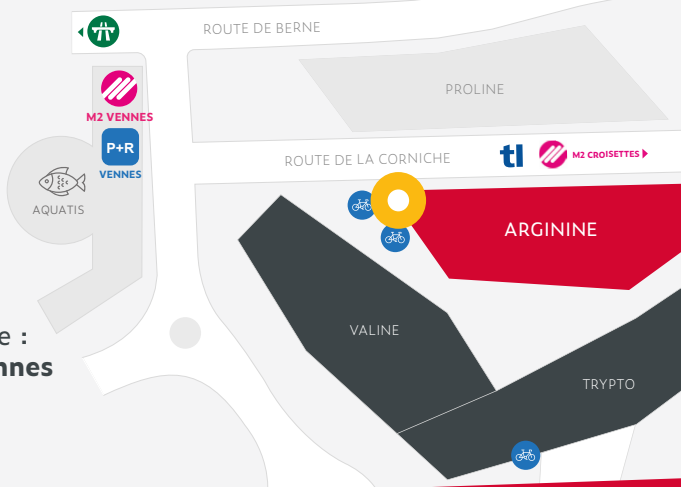 ROUTE DE BERNE
PROLINE
M2 VENNES
P+R
VENNES
ROUTE DE LA CORNICHE
tl
M2 CROISETTES
AQUATIS
ARGININE
VALINE
e :
nnes
TRYPTO